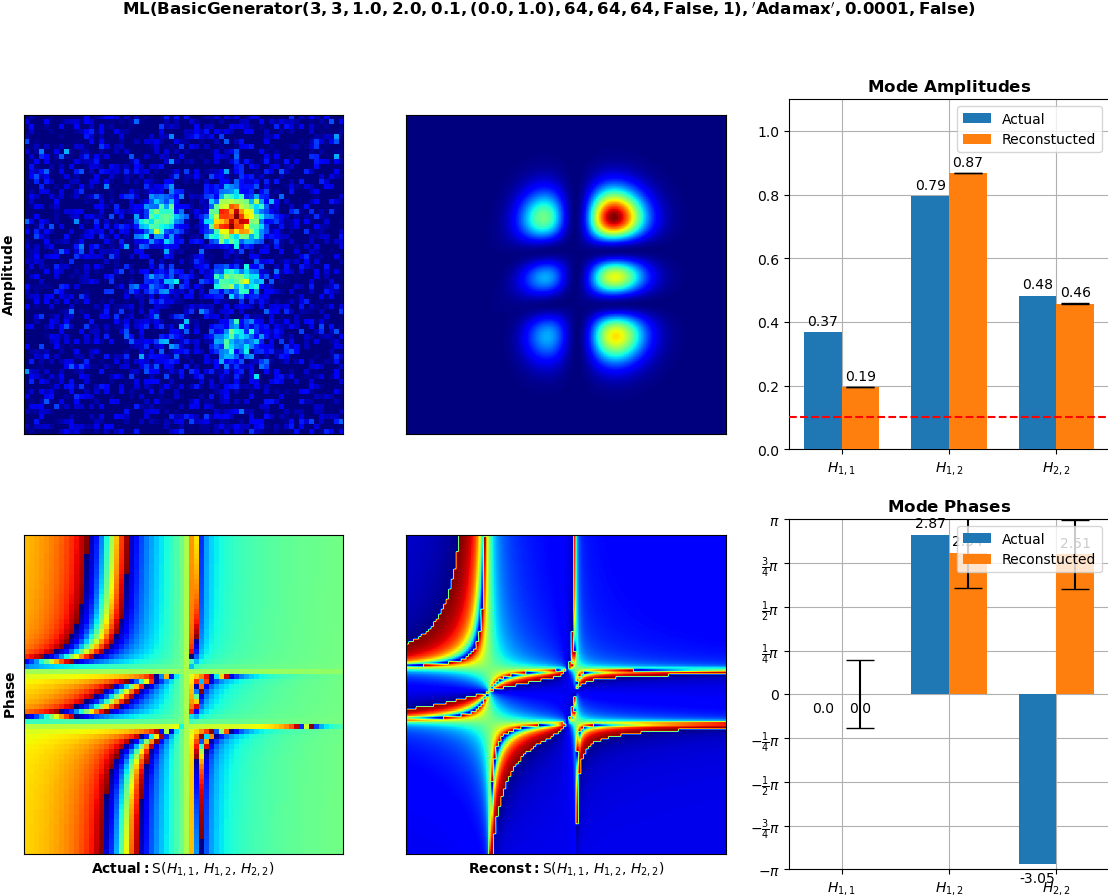 ML(BasicGenerator(3, 3, 1.0, 2.0, 0.1, (0.0, 1.0), 64, 64, 64, False, 1), 'Adamax', 0.0001, False)
Amplitude
Mode Amplitudes
Actual
Reconstucted
1.0
0.8
0.6
0.4
0.2
0.0
0.37
0.19
0.79
0.87
0.48
0.46
H1,1
H1,2
H2,2
Phase
Actual: S(H1,1, H1,2, H2,2)
Reconst: S(H1,1, H1,2, H2,2)
Mode Phases
Actual
Reconstucted
π
3/4π
1/2π
1/4π
0
−1/4π
−1/2π
−3/4π
−π
0.0
0.0
2.87
-3.05
2.51
H1,1
H1,2
H2,2